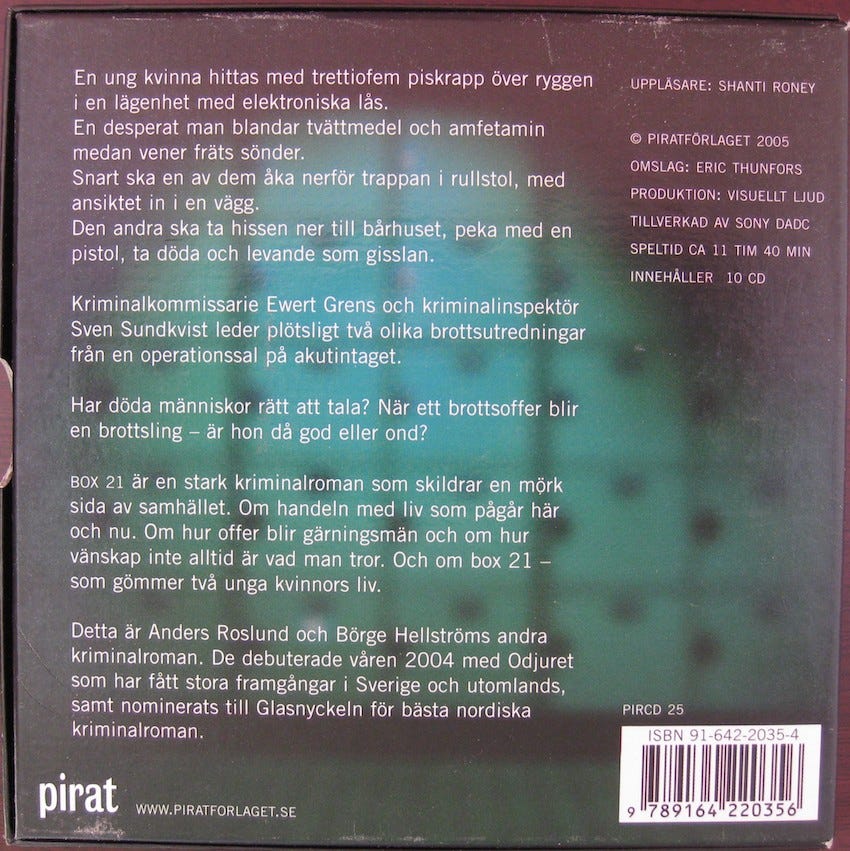 En ung kvinna hittas med trettiofem piskrapp över ryggen
i en lägenhet med elektroniska lås.
En desperat man blandar tvättmedel och amfetamin
medan vener fräts sönder.
Snart ska en av dem åka nerför trappan i rullstol, med
ansiktet in i en vägg.
Den andra ska ta hissen ner till bårhuset, peka med en
pistol, ta döda och levande som gisslan.
Kriminalkommissarie Ewert Grens och kriminalinspektör
Sven Sundkvist leder plötsligt två olika brottsutredningar
från en operationssal på akutintaget.
Har döda människor rätt att tala? När ett brottsoffer blir
en brottsling – är hon då god eller ond?
BOX 21 är en stark kriminalroman som skildrar en mörk
sida av samhället. Om handeln med liv som pågår här
och nu. Om hur offer blir gärningsmän och om hur
vänskap inte alltid är vad man tror. Och om box 21 –
som gömmer två unga kvinnors liv.
Detta är Anders Roslund och Börge Hellströms andra
kriminalroman. De debuterade våren 2004 med Odjuret
som har fått stora framgångar i Sverige och utomlands,
samt nominerats till Glasnyckeln för bästa nordiska
kriminalroman.
pirat WWW.PIRATFORLAGET.SE
UPPLÄSARE: SHANTI RONEY
© PIRATFÖRLAGET 2005
OMSLAG: ERIC THUNFORS
PRODUKTION: VISUELLT LJUD
TILLVERKAD AV SONY DADC
SPELTID CA 11 TIM 40 MIN
INNEHÅLLER 10 CD
PIRCD 25
ISBN 91-642-2035-4
9 789164 220356